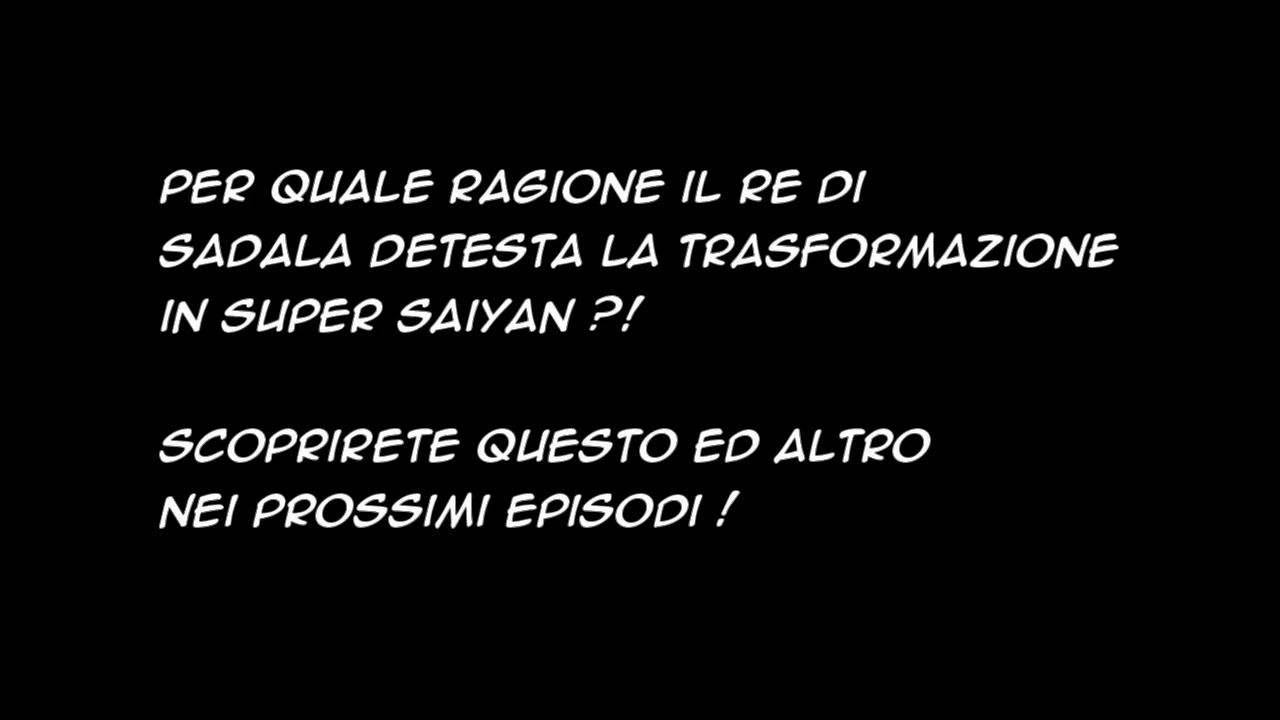 PER QUALE RAGIONE IL RE DI
SADALA DETESTA LA TRASFORMAZIONE
IN SUPER SAIYAN ?!
SCOPRIRETE QUESTO ED ALTRO
NEI PROSSIMI EPISODI !